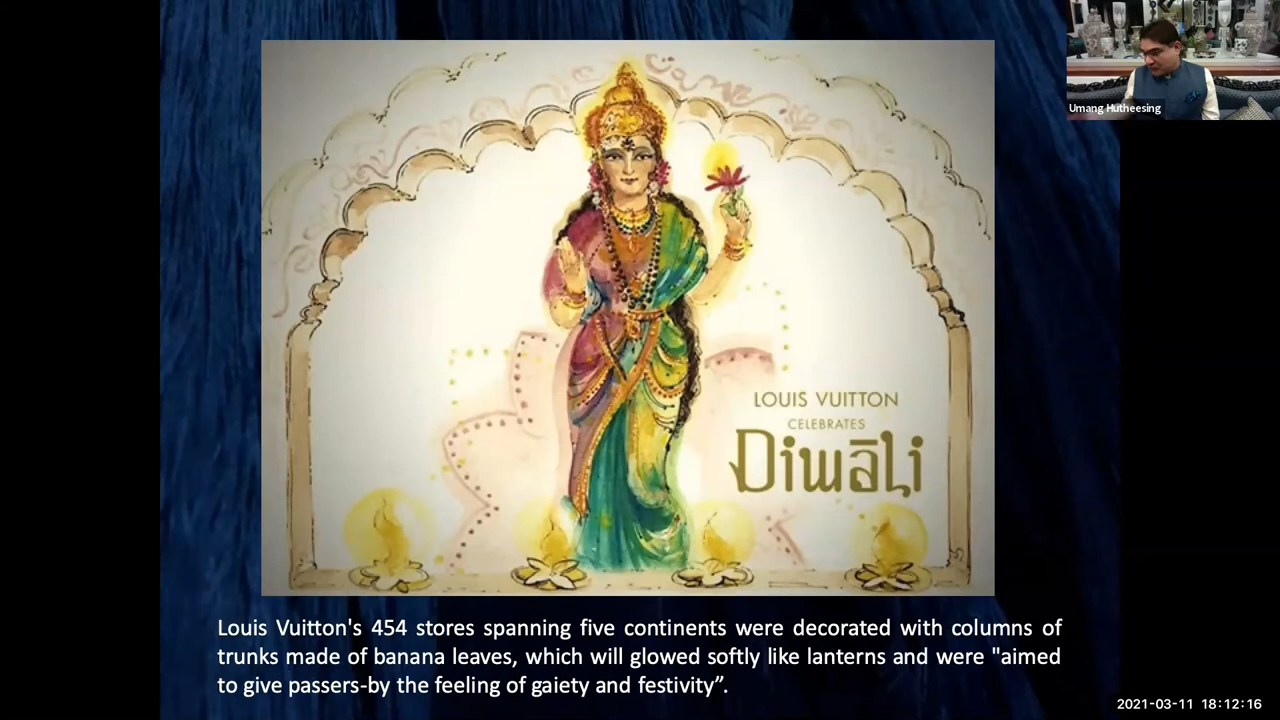 Umang Hutheesing
LOUIS VUITTON
CELEBRATES
Diwāli
Louis Vuitton's 454 stores spanning five continents were decorated with columns of
trunks made of banana leaves, which will glowed softly like lanterns and were "aimed
to give passers-by the feeling of gaiety and festivity”.
2021-03-11 18:12:16